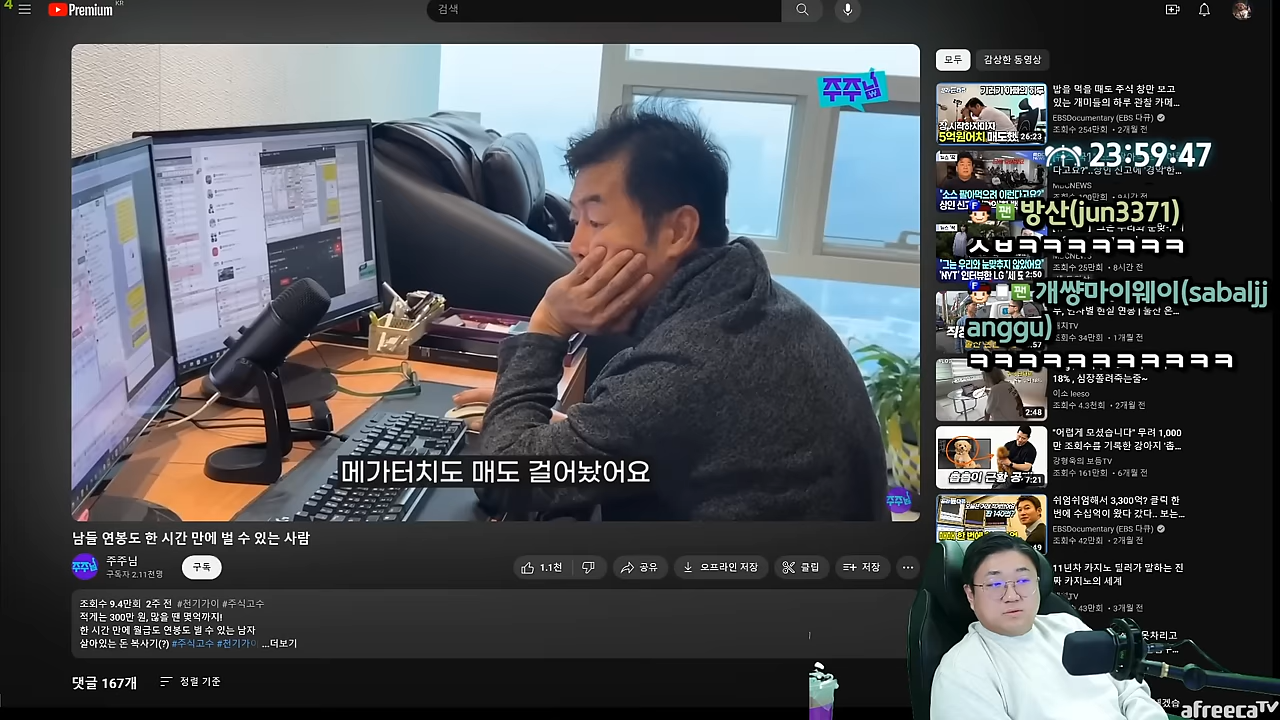 4
Premium KR
검색
모두
감상한 동영상
주주님
메가터치도 매도 걸어놨어요
남들 연봉도 한 시간 만에 벌 수 있는 사람
주주님
구독자 2.11천명
구독
1.1천
공유
오프라인 저장
클립
저장
조회수 9.4만회 2주 전 #전기가이 #주식고수
적게는 300만 원, 많을 땐 몇억까지!
한 시간 만에 월급도 연봉도 벌 수 있는 남자
살아있는 돈 복사기(?) #주식고수 #전기가이 ...더보기
댓글 167개
정렬 기준
밥을 먹을 때도 주식 창만 보고
있는 개미들의 하루 관찰 카메...
EBSDocumentary (EBS 다큐)
조회수 254만회 • 2개월 전
26:23
23:59:47
방산(jun3371)
ㅅㅂㅋㅋㅋㅋㅋㅋㅋ
조회수 25만회 • 8시간 전
2:50
개썅마이웨이(sabaljj
anggu)
ㅋㅋㅋㅋㅋㅋㅋㅋㅋㅋㅋ
조회수 34만회 • 1개월 전
18% , 심장쫄려죽는줄~
이소 leeso
조회수 4.3천회 • 2개월 전
2:48
"어렵게 모셨습니다" 무려 1,000
만 조회수를 기록한 강아지 '춉...
강형욱의 보듬TV
조회수 161만회 • 6개월 전
7:21
쉬엄쉬엄해서 3,300억? 클릭 한
번에 수십억이 왔다 갔다.. 보는...
EBSDocumentary (EBS 다큐)
조회수 42만회 • 2개월 전
11년차 카지노 딜러가 말하는 진
짜 카지노의 세계
조회수 43만회 • 3개월 전
afreecaTV